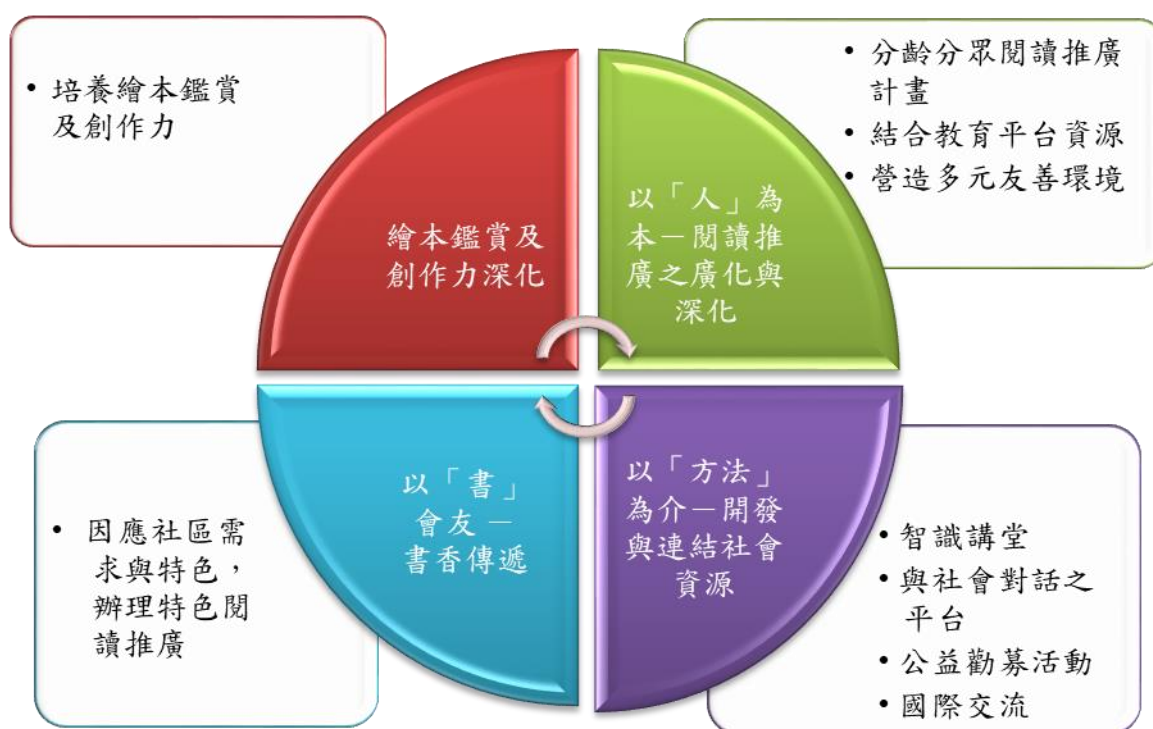 • 培養繪本鑑賞
及創作力
繪本鑑賞及
創作力深化
以「人」為
本－閱讀推
廣之廣化與
深化
• 分齡分眾閱讀推廣
計畫
• 結合教育平台資源
• 營造多元友善環境
• 因應社區需
求與特色，
辦理特色閱
讀推廣
以「書」
會友－
書香傳遞
以「方法」
為介－開發
與連結社會
資源
• 智識講堂
• 與社會對話之
平台
• 公益勸募活動
• 國際交流